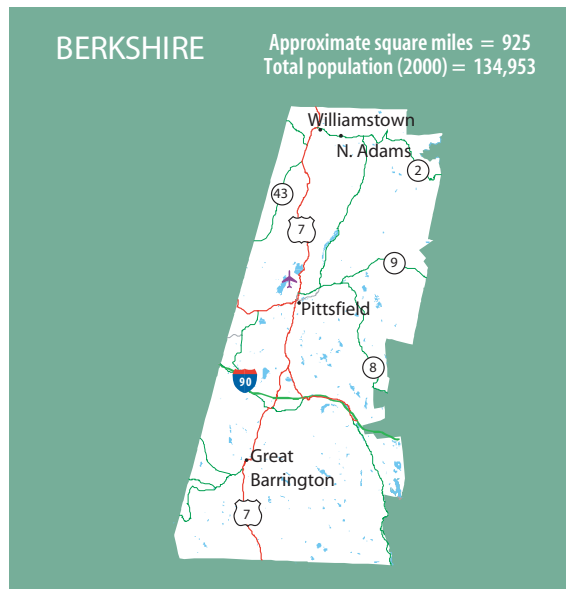 BERKSHIRE
Approximate square miles = 925
Total population (2000) = 134,953
Williamstown
N. Adams
2
43
7
9
Pittsfield
8
90
Great
Barrington
7